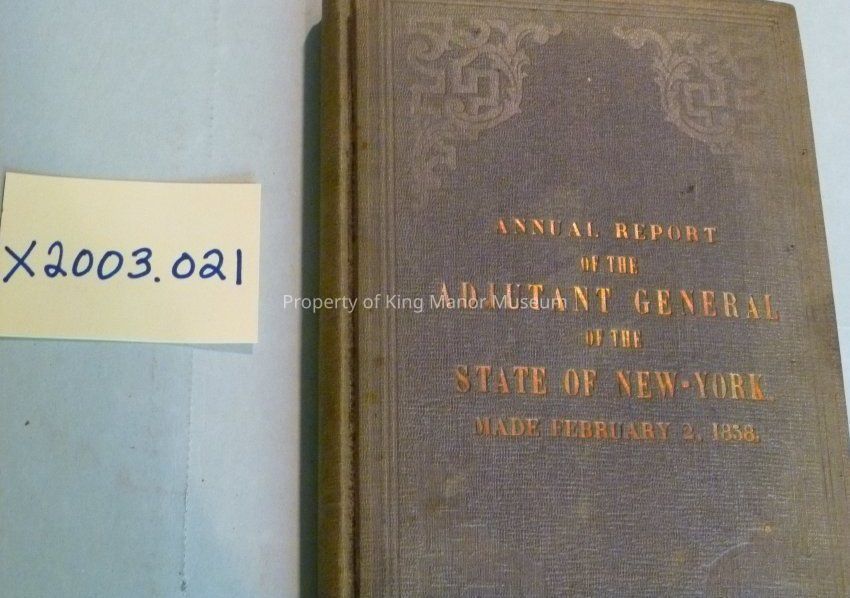 X2003.021
ANNUAL REPORT
OF THE
ADJUTANT GENERAL
OF THE
STATE OF NEW-YORK.
MADE FEBRUARY 2, 1858.
Property of King Manor Museum